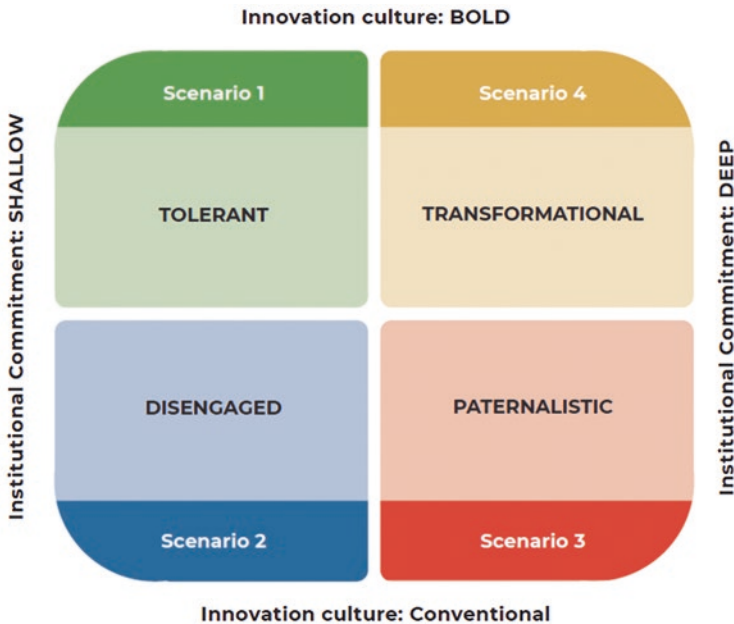 Innovation culture: BOLD
Institutional Commitment: SHALLOW
Scenario 1
Scenario 4
TOLERANT
TRANSFORMATIONAL
Institutional Commitment: DEEP
DISENGAGED
PATERNALISTIC
Scenario 2
Scenario 3
Innovation culture: Conventional